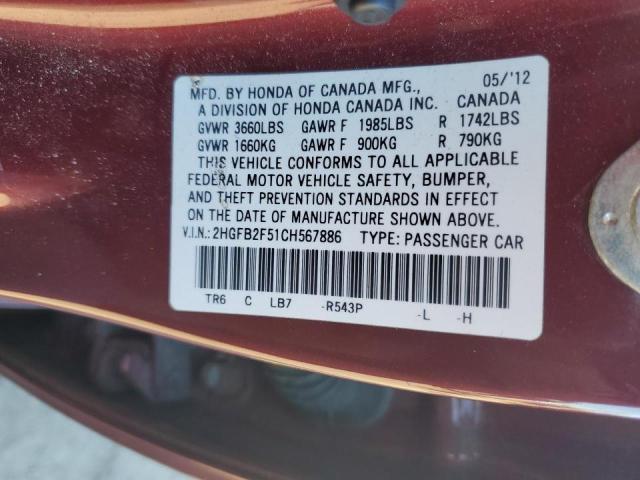 MFD. BY HONDA OF CANADA MFG., 05/'12
A DIVISION OF HONDA CANADA INC. CANADA
GVWR 3660LBS GAWR F 1985LBS R 1742LBS
GVWR 1660KG GAWR F 900KG R 790KG
THIS VEHICLE CONFORMS TO ALL APPLICABLE
FEDERAL MOTOR VEHICLE SAFETY, BUMPER,
AND THEFT PREVENTION STANDARDS IN EFFECT
ON THE DATE OF MANUFACTURE SHOWN ABOVE.
V.I.N.: 2HGFB2F51CH567886 TYPE: PASSENGER CAR
TR6 C LB7 -R543P -L -H